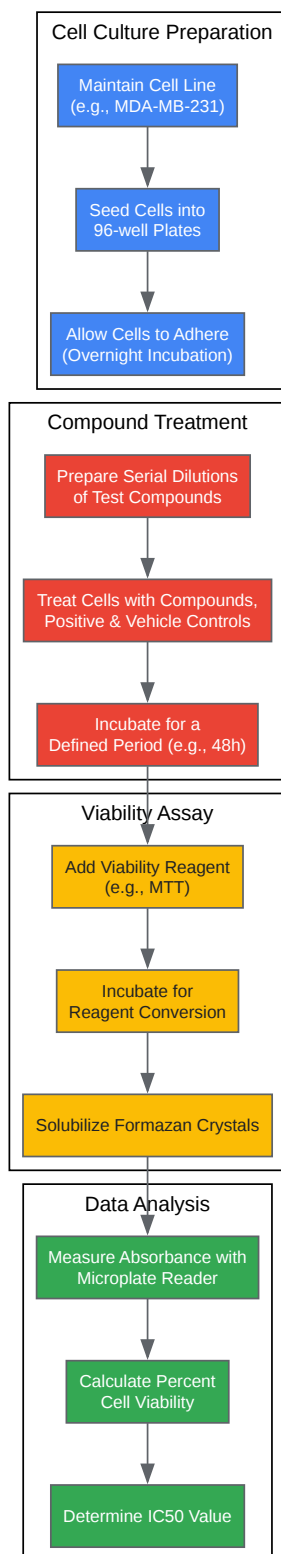 Cell Culture Preparation
Maintain Cell Line
(e.g., MDA-MB-231)
Seed Cells into
96-well Plates
Allow Cells to Adhere
(Overnight Incubation)
Compound Treatment
Prepare Serial Dilutions
of Test Compounds
Treat Cells with Compounds,
Positive & Vehicle Controls
Incubate for a
Defined Period (e.g., 48h)
Viability Assay
Add Viability Reagent
(e.g., MTT)
Incubate for
Reagent Conversion
Solubilize Formazan Crystals
Data Analysis
Measure Absorbance with
Microplate Reader
Calculate Percent
Cell Viability
Determine IC50 Value